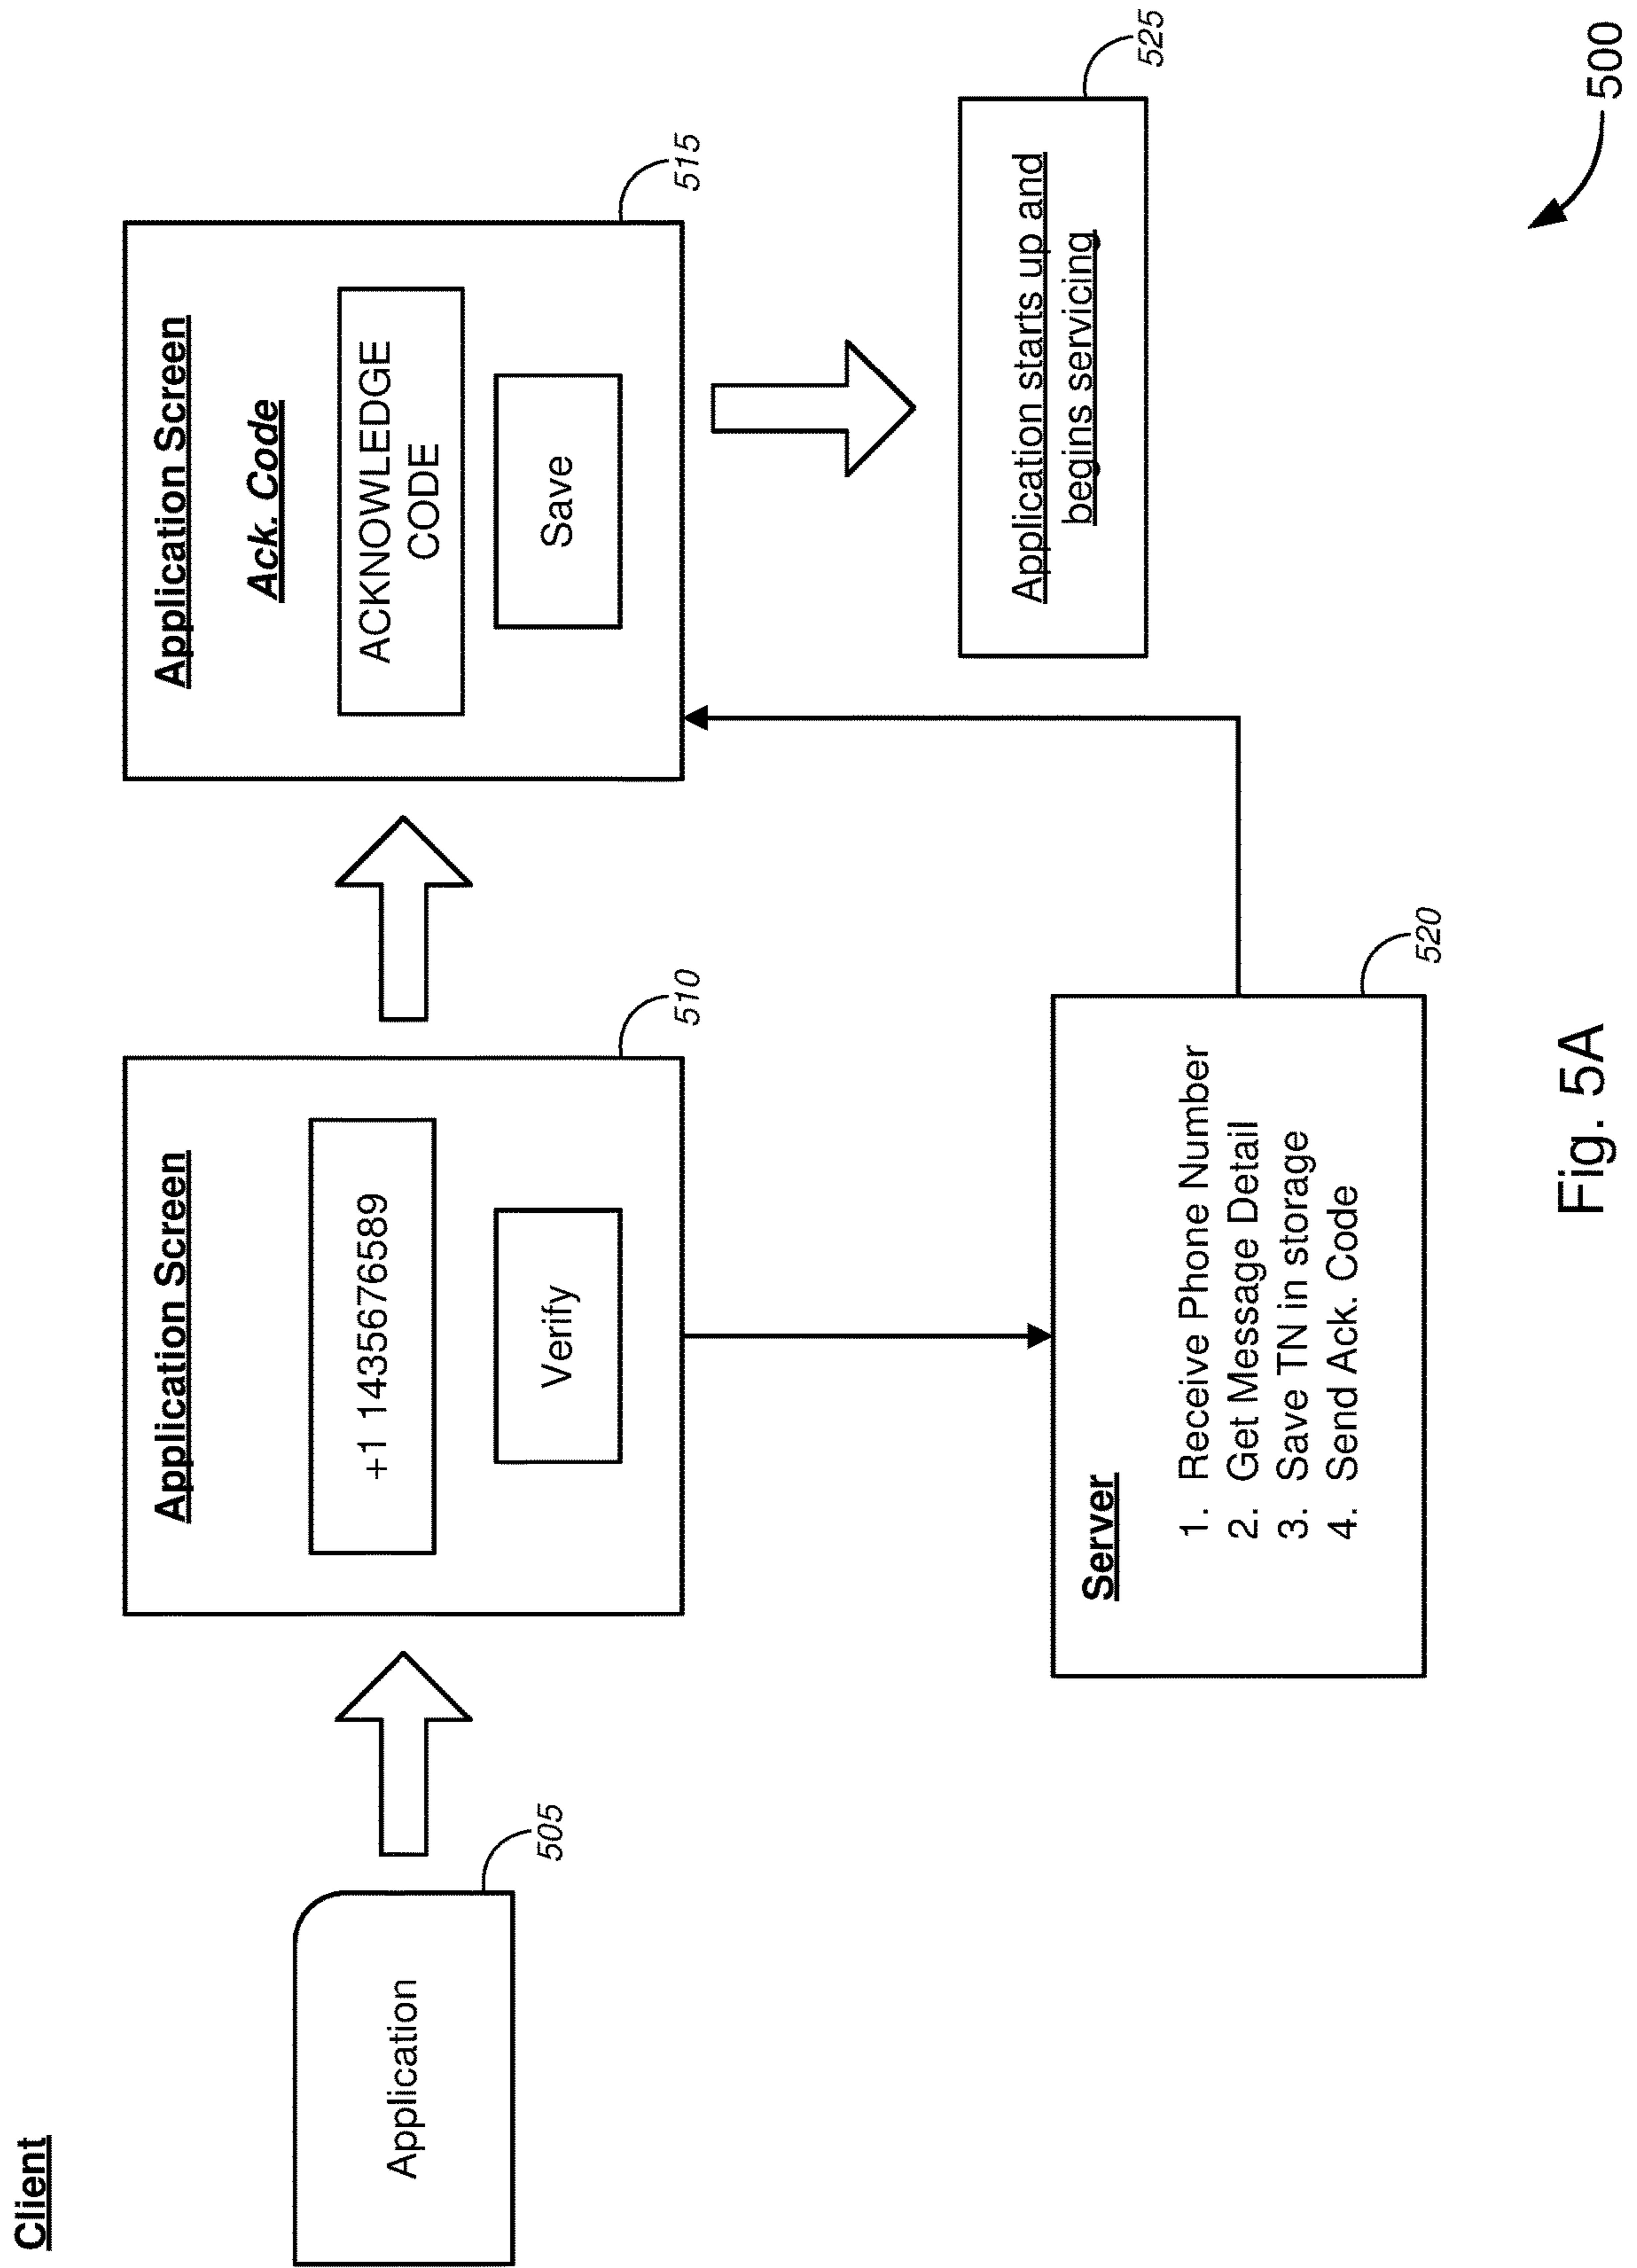 Client
Application
505
Application Screen
+1 1435676589
Verify
510
Application Screen
Ack. Code
ACKNOWLEDGE
CODE
Save
515
Server
1. Receive Phone Number
2. Get Message Detail
3. Save TN in storage
4. Send Ack. Code
520
Application starts up and
begins servicing
525
500
Fig. 5A